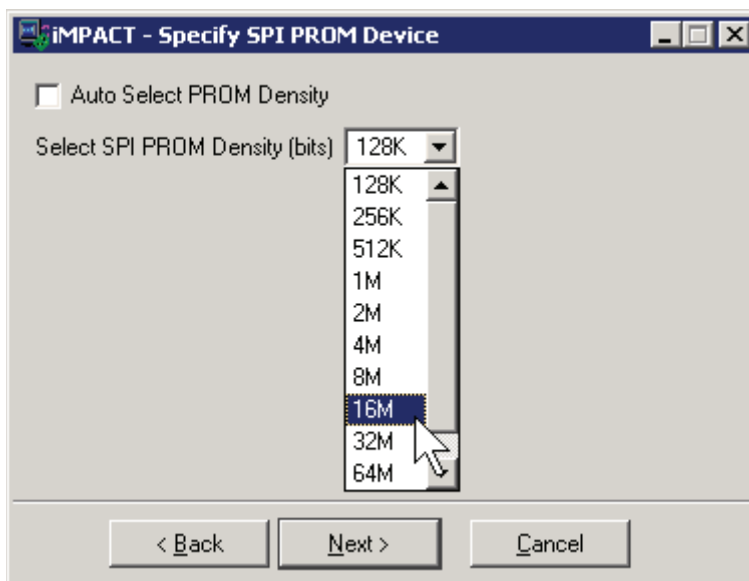 iMPACT - Specify SPI PROM Device
Auto Select PROM Density
Select SPI PROM Density (bits) 128K
128K
256K
512K
1M
2M
4M
8M
16M
32M
64M
< Back Next > Cancel